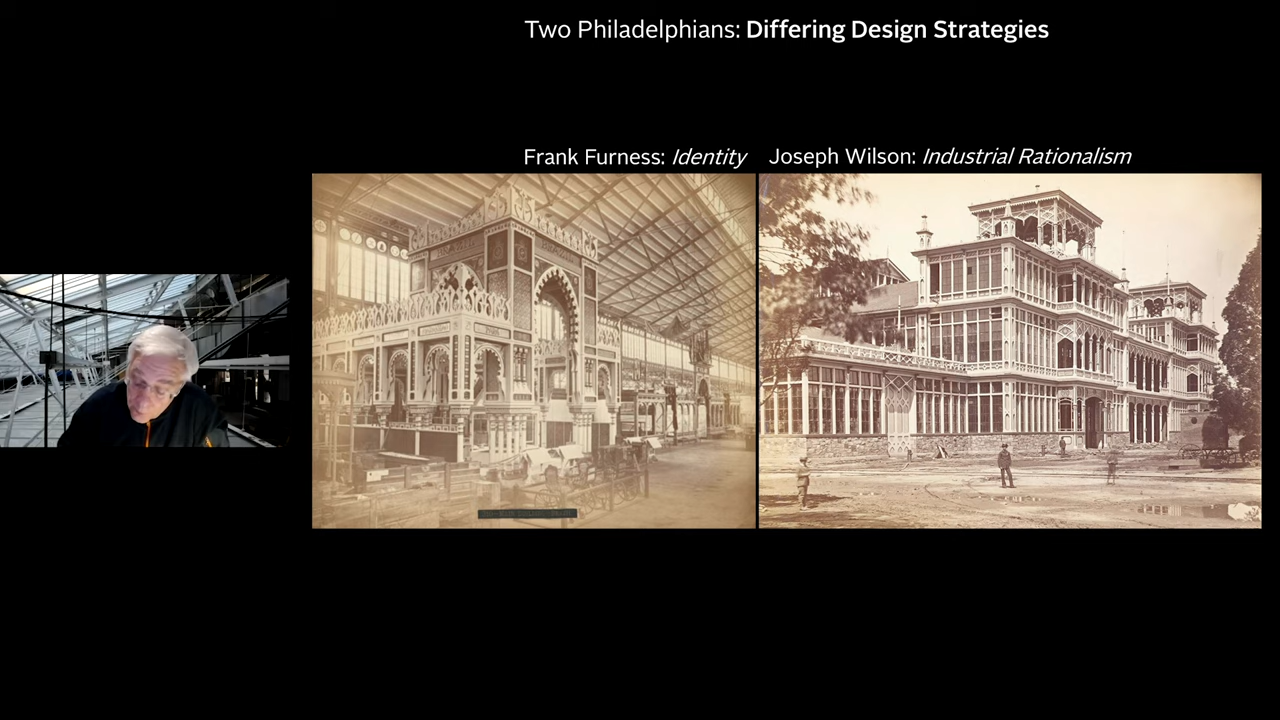 Two Philadelphians: Differing Design Strategies
Frank Furness: Identity
Joseph Wilson: Industrial Rationalism